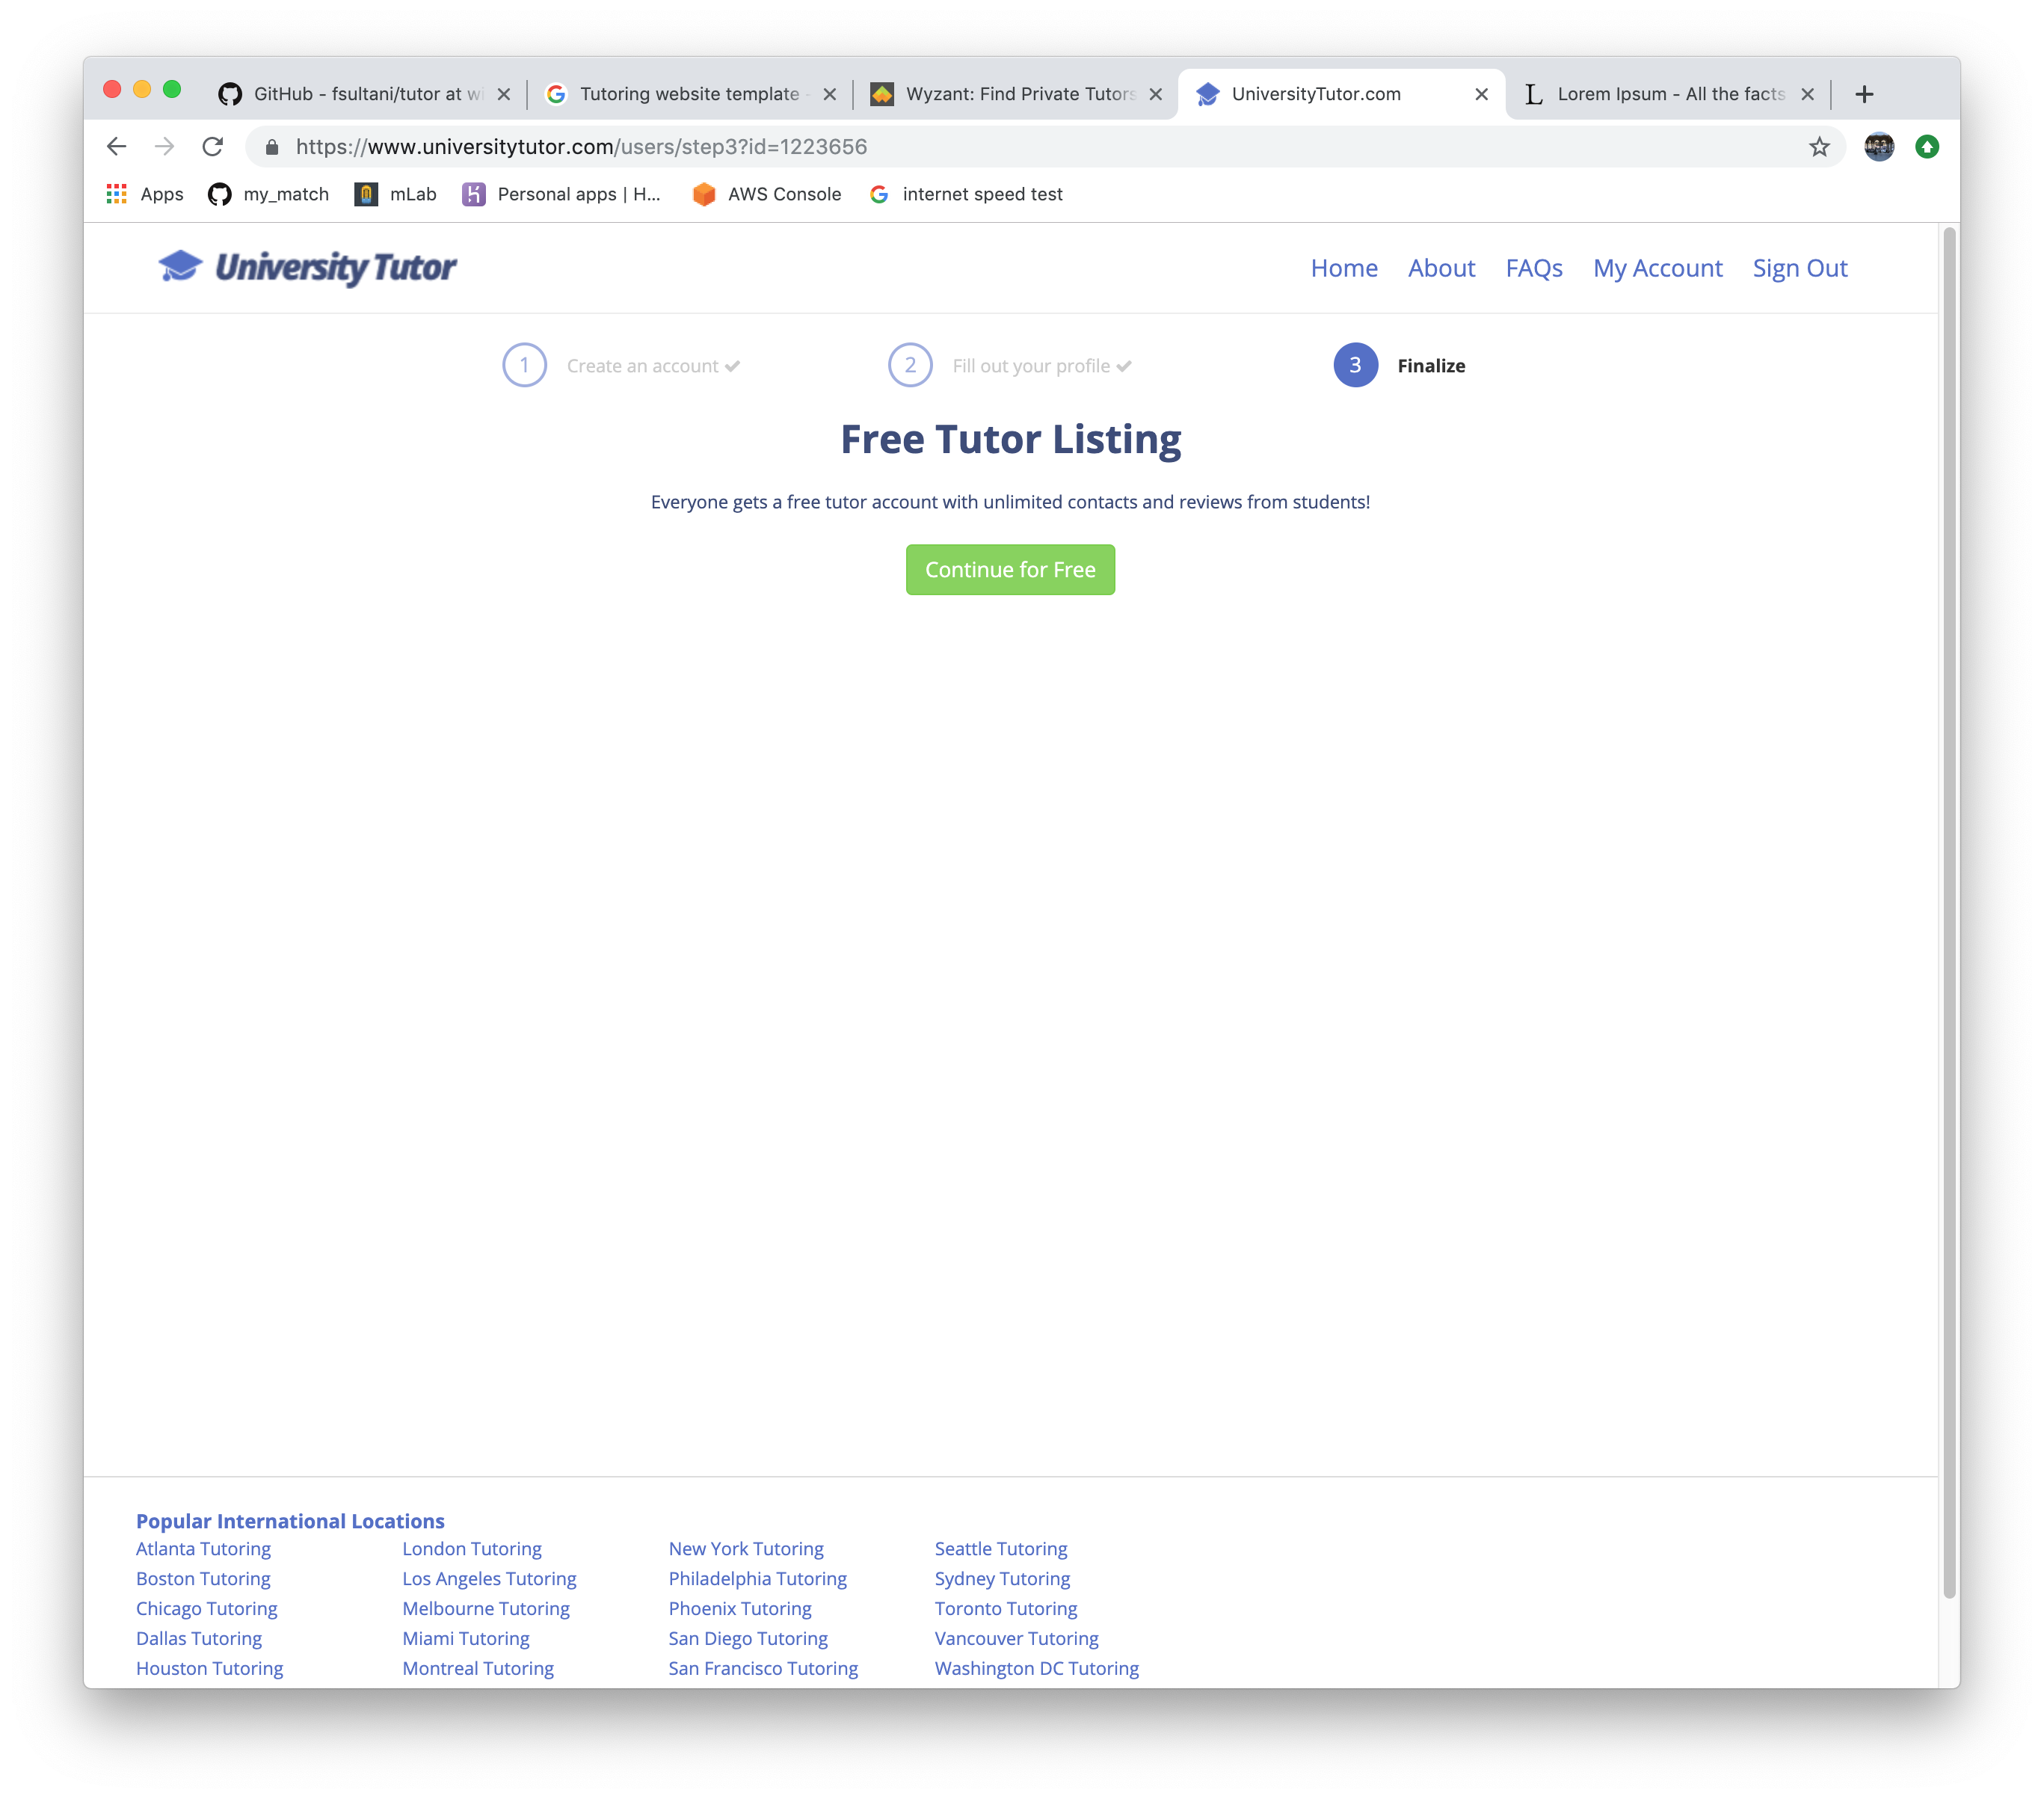 GitHub - fsultani/tutor at wi
Tutoring website template -
Wyzant: Find Private Tutors
UniversityTutor.com
L Lorem Ipsum - All the facts
https://www.universitytutor.com/users/step3?id=1223656
Apps my_match mLab Personal apps | H... AWS Console internet speed test
University Tutor
Home About FAQs My Account Sign Out
1 Create an account 2 Fill out your profile 3 Finalize
Free Tutor Listing
Everyone gets a free tutor account with unlimited contacts and reviews from students!
Continue for Free
Popular International Locations
Atlanta Tutoring London Tutoring New York Tutoring Seattle Tutoring
Boston Tutoring Los Angeles Tutoring Philadelphia Tutoring Sydney Tutoring
Chicago Tutoring Melbourne Tutoring Phoenix Tutoring Toronto Tutoring
Dallas Tutoring Miami Tutoring San Diego Tutoring Vancouver Tutoring
Houston Tutoring Montreal Tutoring San Francisco Tutoring Washington DC Tutoring